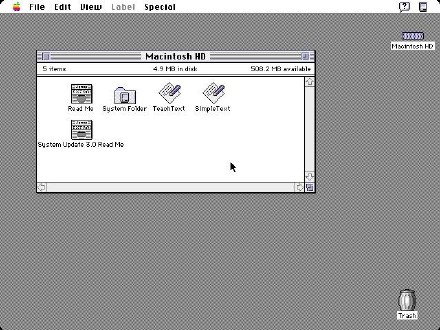 File Edit View Label Special
Macintosh HD
Macintosh HD
5 items 4.9 MB in disk 508.2 MB available
Read Me System Folder TeachText SimpleText
System Update 3.0 Read Me
Trash